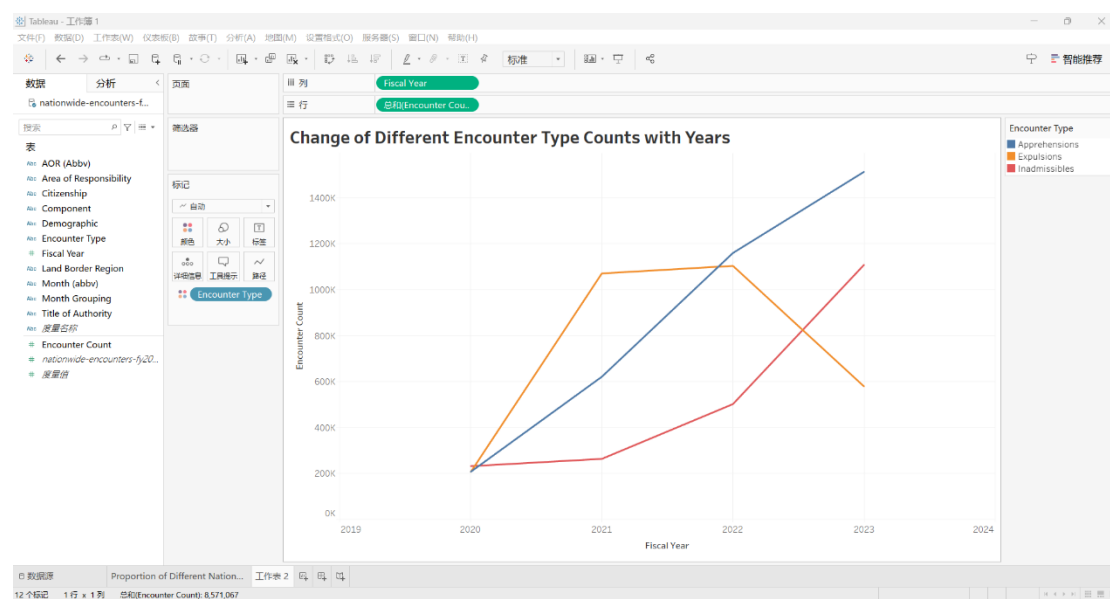 Tableau - 工作簿 1
文件(F) 数据(D) 工作表(W) 仪表板(B) 故事(T) 分析(A) 地图(M) 设置格式(O) 服务器(S) 窗口(N) 帮助(H)
标准
智能推荐
数据 分析
nationwide-encounters-f...
搜索
表
AOR (Abbv)
Area of Responsibility
Citizenship
Component
Demographic
Encounter Type
Fiscal Year
Land Border Region
Month (abbv)
Month Grouping
Title of Authority
度量名称
Encounter Count
nationwide-encounters-fy20...
度量值
页面
筛选器
标记
自动
颜色 大小 标签
详细信息 工具提示 路径
Encounter Type
列 Fiscal Year
行 总和(Encounter Cou..
Change of Different Encounter Type Counts with Years
Encounter Count
1400K
1200K
1000K
800K
600K
400K
200K
0K
2019 2020 2021 2022 2023 2024
Fiscal Year
Encounter Type
Apprehensions
Expulsions
Inadmissibles
数据源 Proportion of Different Nation... 工作表 2
12 个标记 1 行 x 1 列 总和(Encounter Count): 8,571,067